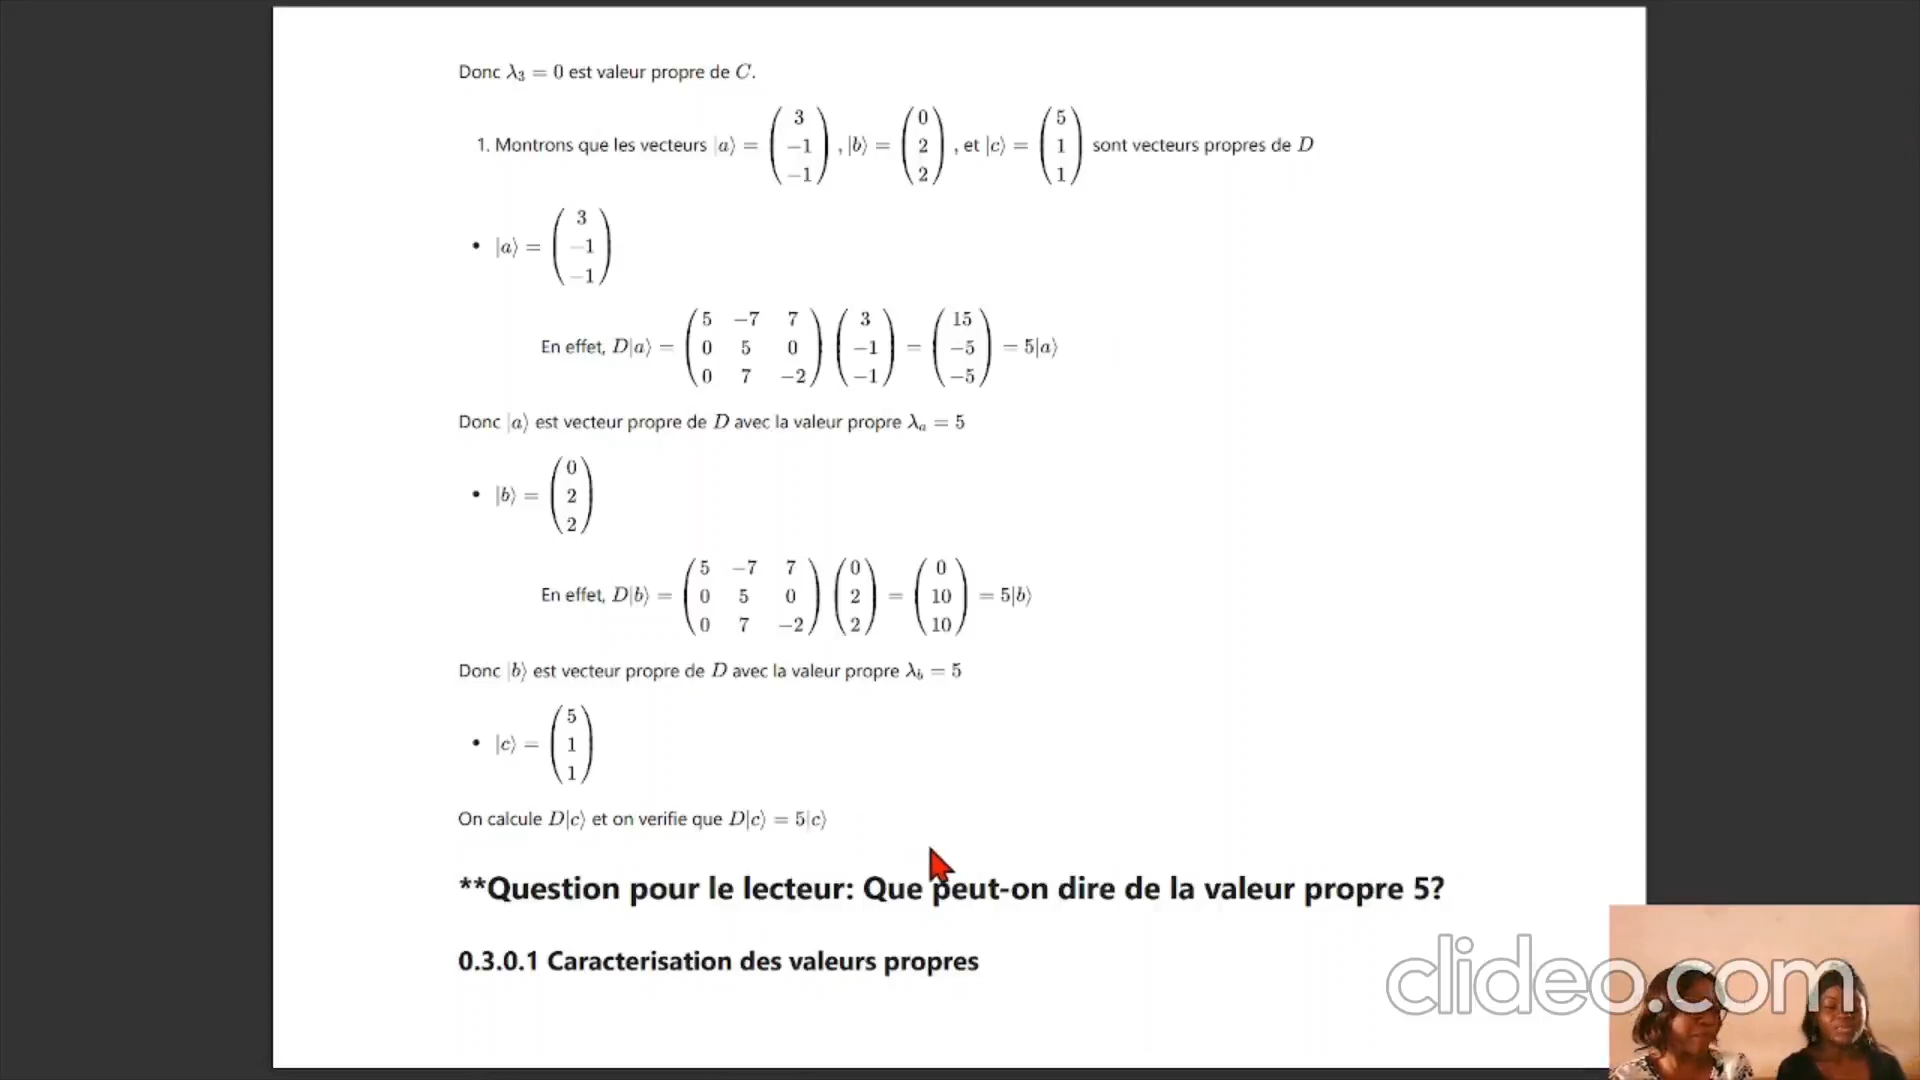 Donc λ₃ = 0 est valeur propre de C.
1. Montrons que les vecteurs |a⟩ = (3 −1 −1), |b⟩ = (0 2 2), et |c⟩ = (5 1 1) sont vecteurs propres de D
• |a⟩ = (3 −1 −1)
En effet, D|a⟩ = (5 −7 7 0 5 0 0 7 −2) (3 −1 −1) = (15 −5 −5) = 5|a⟩
Donc |a⟩ est vecteur propre de D avec la valeur propre λₐ = 5
• |b⟩ = (0 2 2)
En effet, D|b⟩ = (5 −7 7 0 5 0 0 7 −2) (0 2 2) = (0 10 10) = 5|b⟩
Donc |b⟩ est vecteur propre de D avec la valeur propre λ_b = 5
• |c⟩ = (5 1 1)
On calcule D|c⟩ et on verifie que D|c⟩ = 5|c⟩
**Question pour le lecteur: Que peut-on dire de la valeur propre 5?
0.3.0.1 Caracterisation des valeurs propres
clideo.com